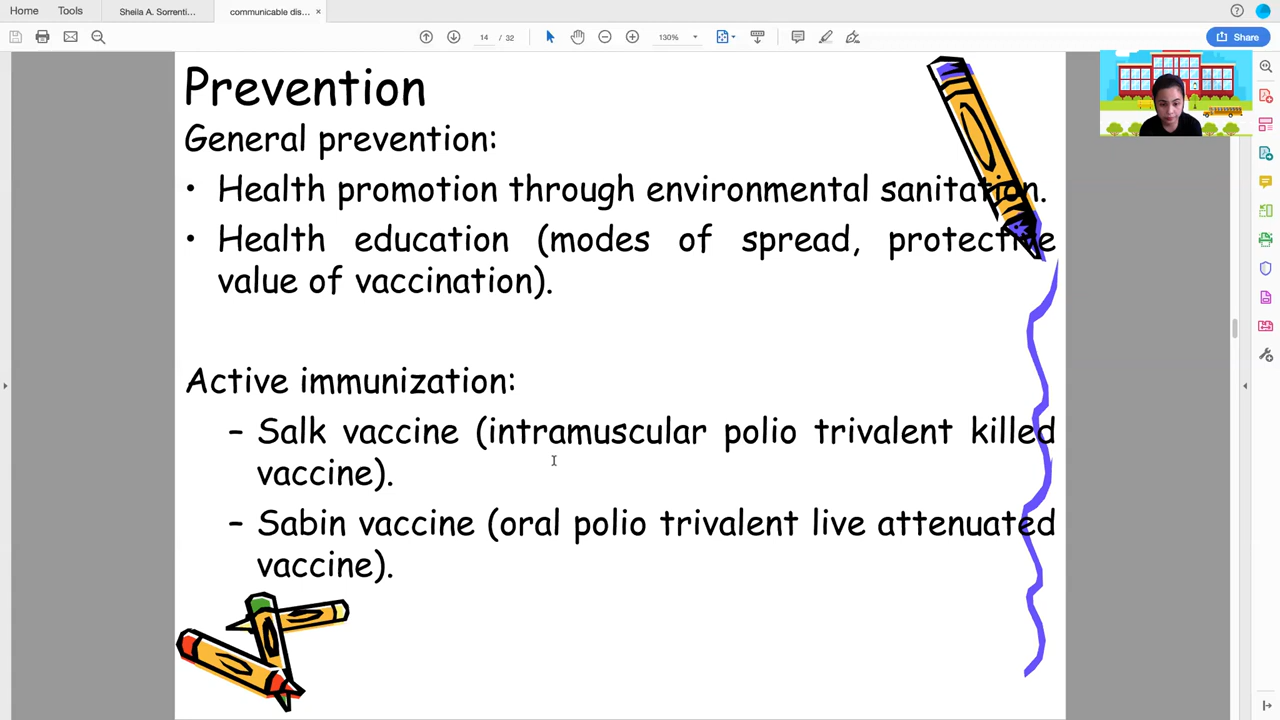 Home Tools Sheila A. Sorrenti... communicable dis... ×
14 / 32 130% Share
Prevention
General prevention:
• Health promotion through environmental sanitation.
• Health education (modes of spread, protective
value of vaccination).
Active immunization:
– Salk vaccine (intramuscular polio trivalent killed
vaccine).
– Sabin vaccine (oral polio trivalent live attenuated
vaccine).